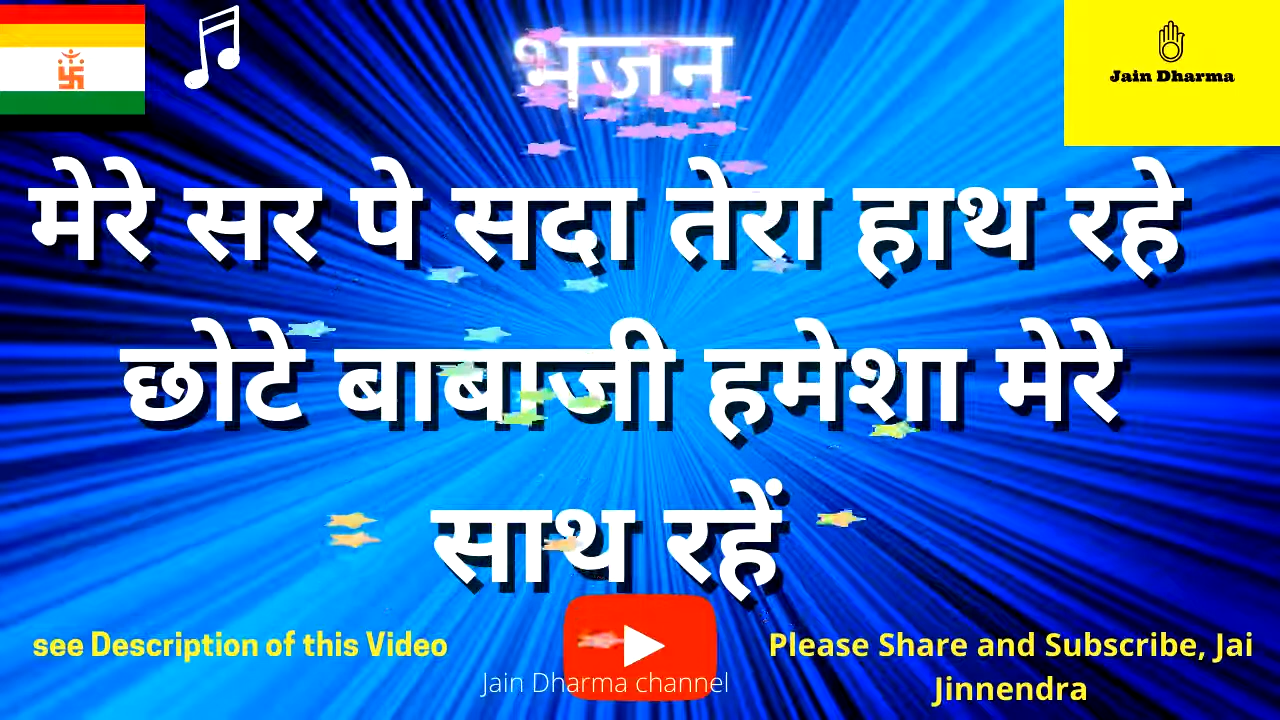 भजन
Jain Dharma
मेरे सर पे सदा तेरा हाथ रहे
छोटे बाबाजी हमेशा मेरे
साथ रहें
see Description of this Video
Jain Dharma channel
Please Share and Subscribe, Jai
Jinnendra